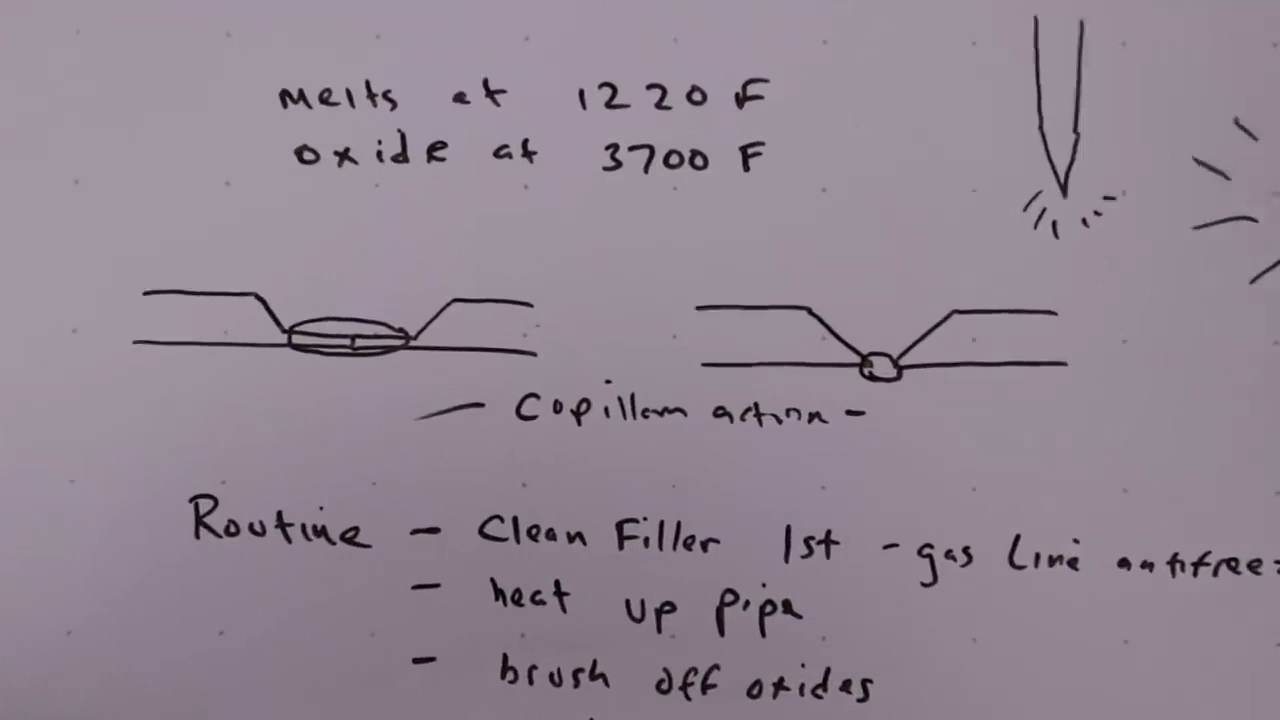 melts at 1220 F
oxide at 3700 F
- Copillam action -
Routine - Clean Filler 1st - gas line antifree
- heat up pipe
- brush off oxides